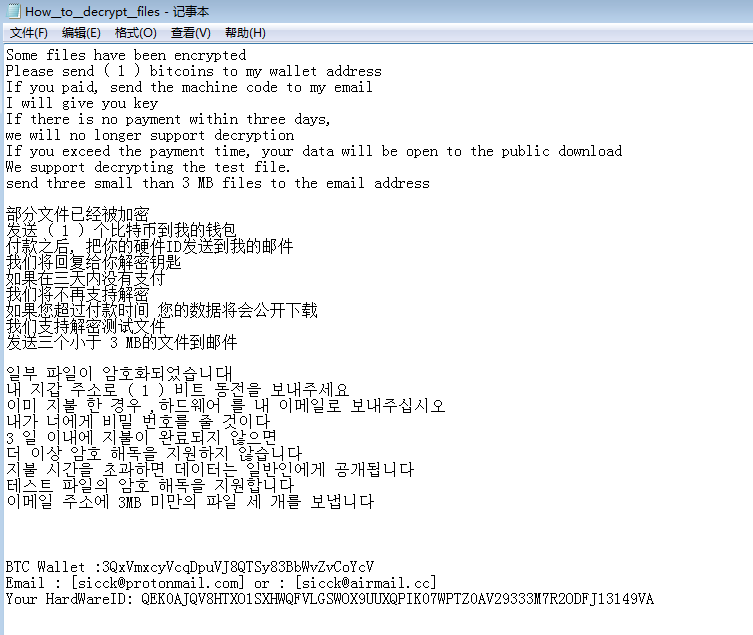 How_to_decrypt_files - 记事本
文件(F) 编辑(E) 格式(O) 查看(V) 帮助(H)
Some files have been encrypted
Please send ( 1 ) bitcoins to my wallet address
If you paid, send the machine code to my email
I will give you key
If there is no payment within three days,
we will no longer support decryption
If you exceed the payment time, your data will be open to the public download
We support decrypting the test file.
send three small than 3 MB files to the email address
部分文件已经被加密
发送 ( 1 ) 个比特币到我的钱包
付款之后, 把你的硬件ID发送到我的邮件
我们将回复给你解密钥匙
如果在三天内没有支付
我们将不再支持解密
如果您超过付款时间 您的数据将会公开下载
我们支持解密测试文件
发送三个小于 3 MB的文件到邮件
일부 파일이 암호화되었습니다
내 지갑 주소로 ( 1 ) 비트 동전을 보내주세요
이미 지불 한 경우 ,하드웨어 를 내 이메일로 보내주십시오
내가 너에게 비밀 번호를 줄 것이다
3 일 이내에 지불이 완료되지 않으면
더 이상 암호 해독을 지원하지 않습니다
지불 시간을 초과하면 데이터는 일반인에게 공개됩니다
테스트 파일의 암호 해독을 지원합니다
이메일 주소에 3MB 미만의 파일 세 개를 보냅니다
BTC Wallet :3QxVmxcyVcqDpuVJ8QTSy83BbWvZvCoYcV
Email : [sicck@protonmail.com] or : [sicck@airmail.cc]
Your HardWareID: QEK0AJQV8HTXO1SXHWQFVLGSWOX9UUXQPIK07WPTZ0AV29333M7R2ODFJ13149VA